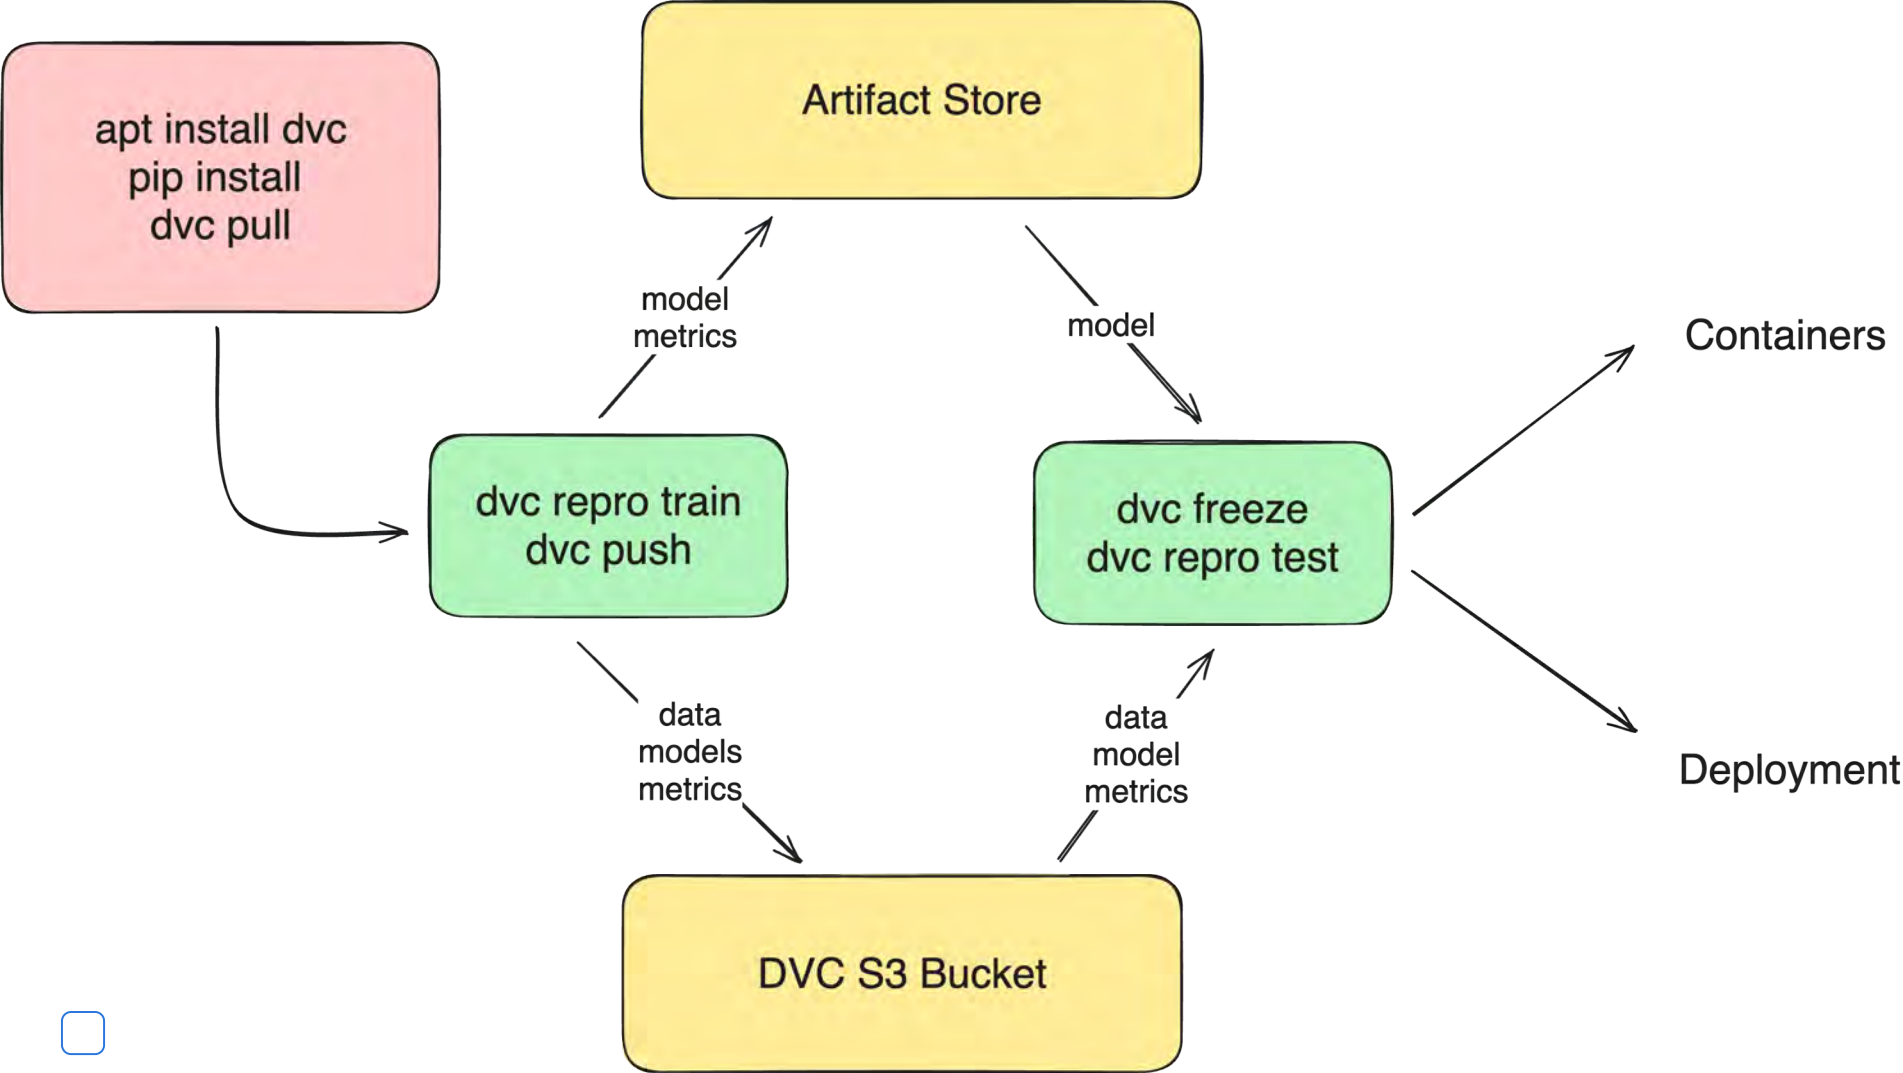 apt install dvc
pip install
dvc pull
Artifact Store
model
metrics
model
Containers
dvc repro train
dvc push
dvc freeze
dvc repro test
data
models
metrics
data
model
metrics
Deployment
DVC S3 Bucket